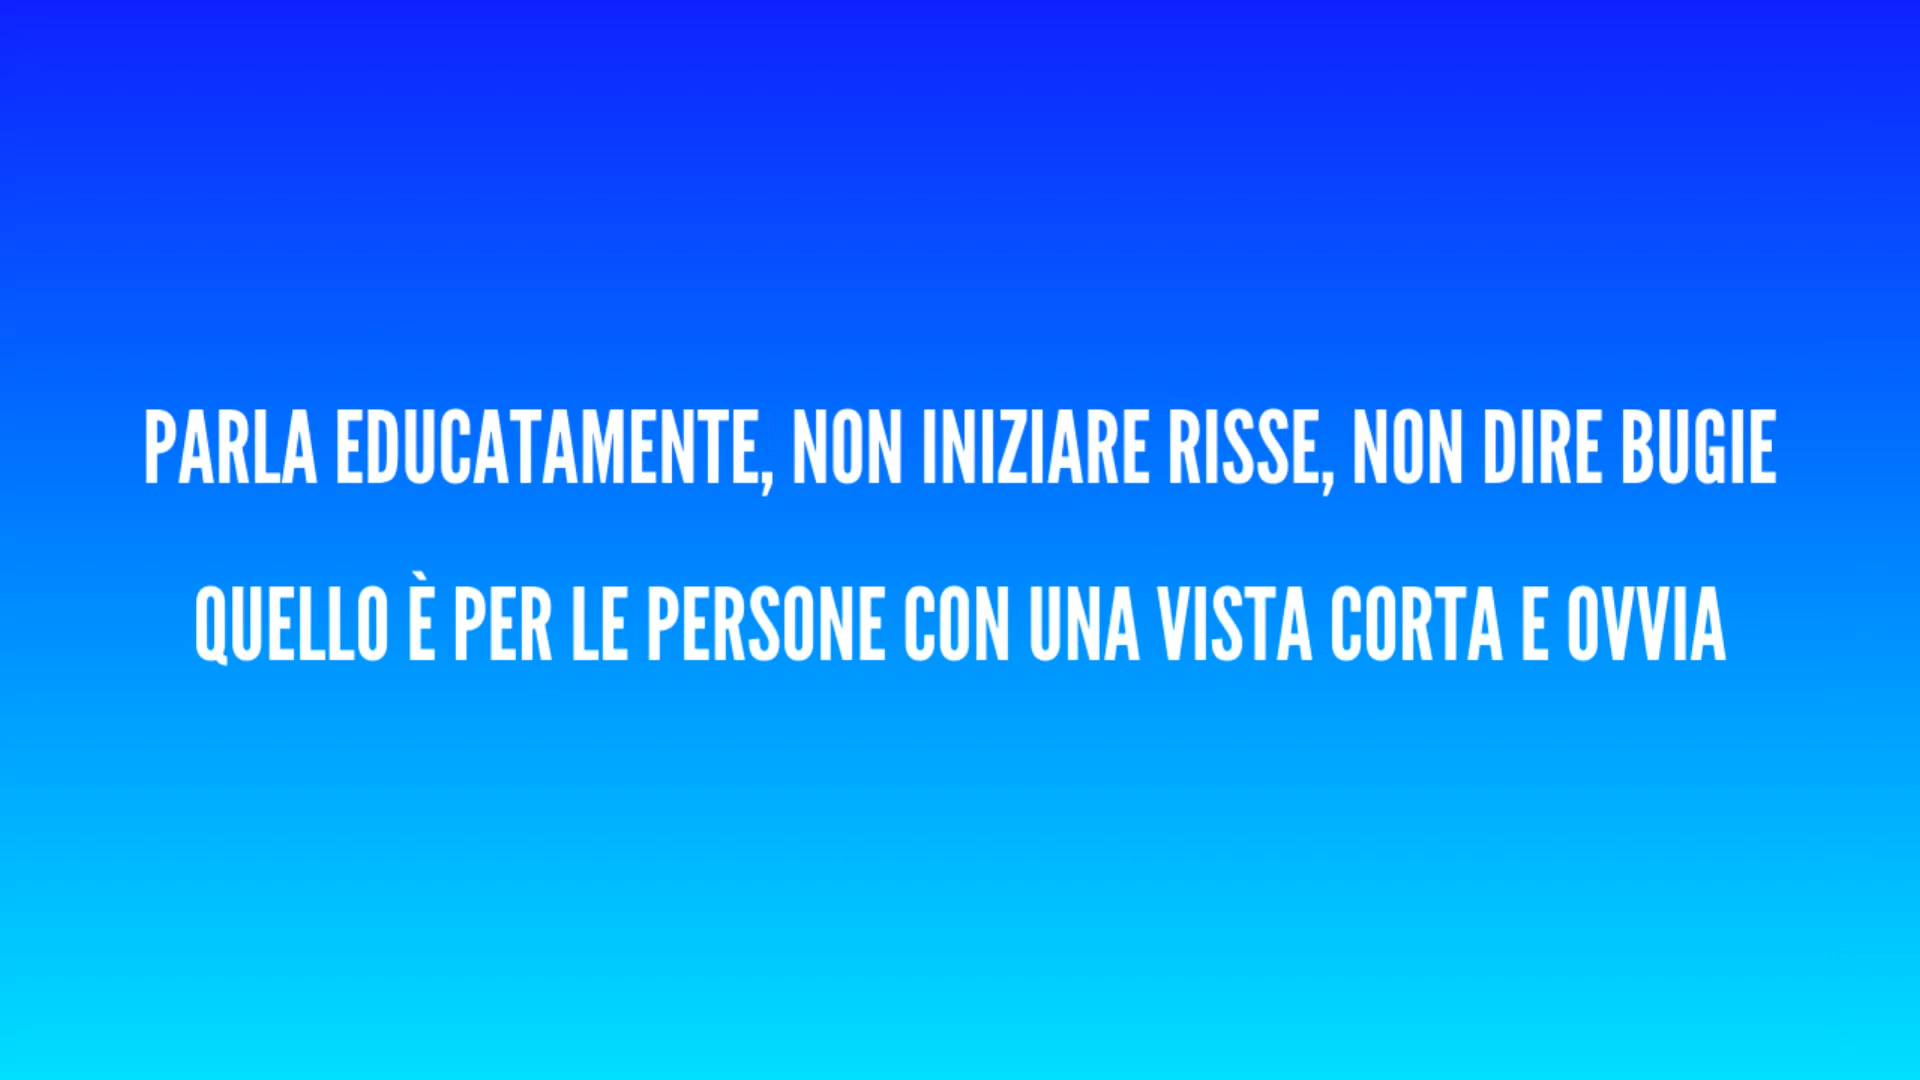 PARLA EDUCATAMENTE, NON INIZIARE RISSE, NON DIRE BUGIE
QUELLO È PER LE PERSONE CON UNA VISTA CORTA E OVVIA